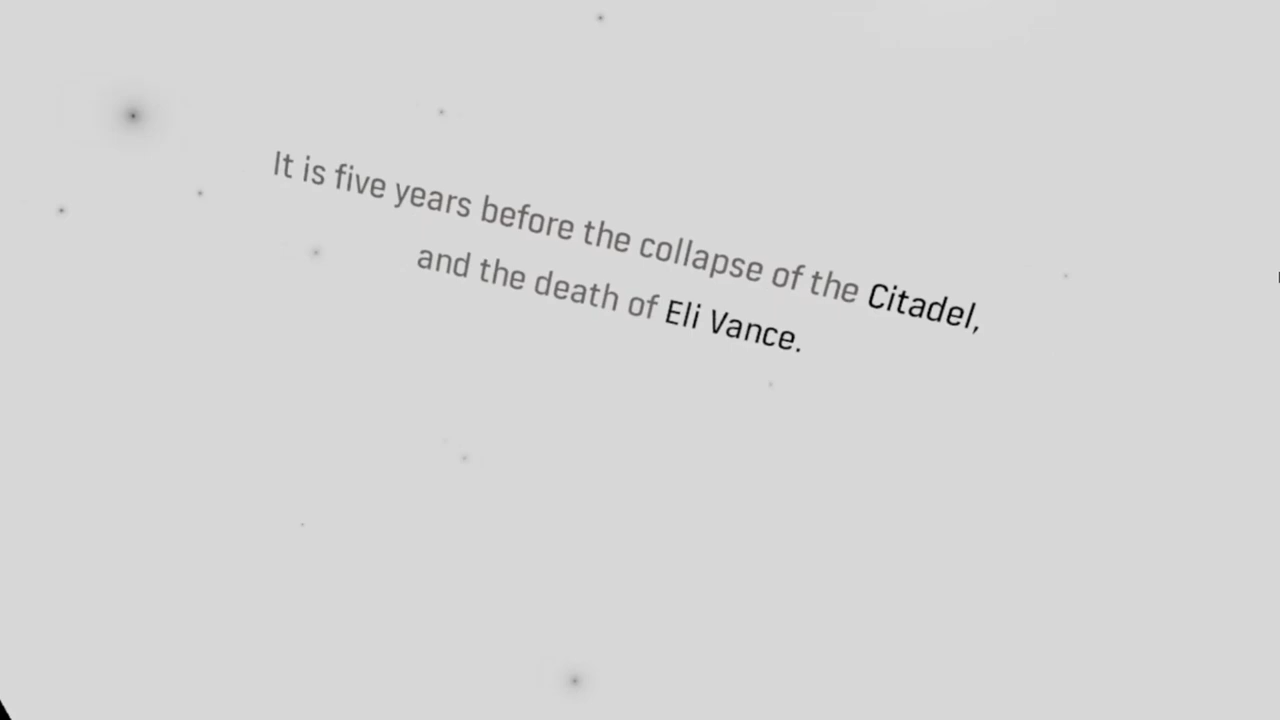 It is five years before the collapse of the Citadel,
and the death of Eli Vance.